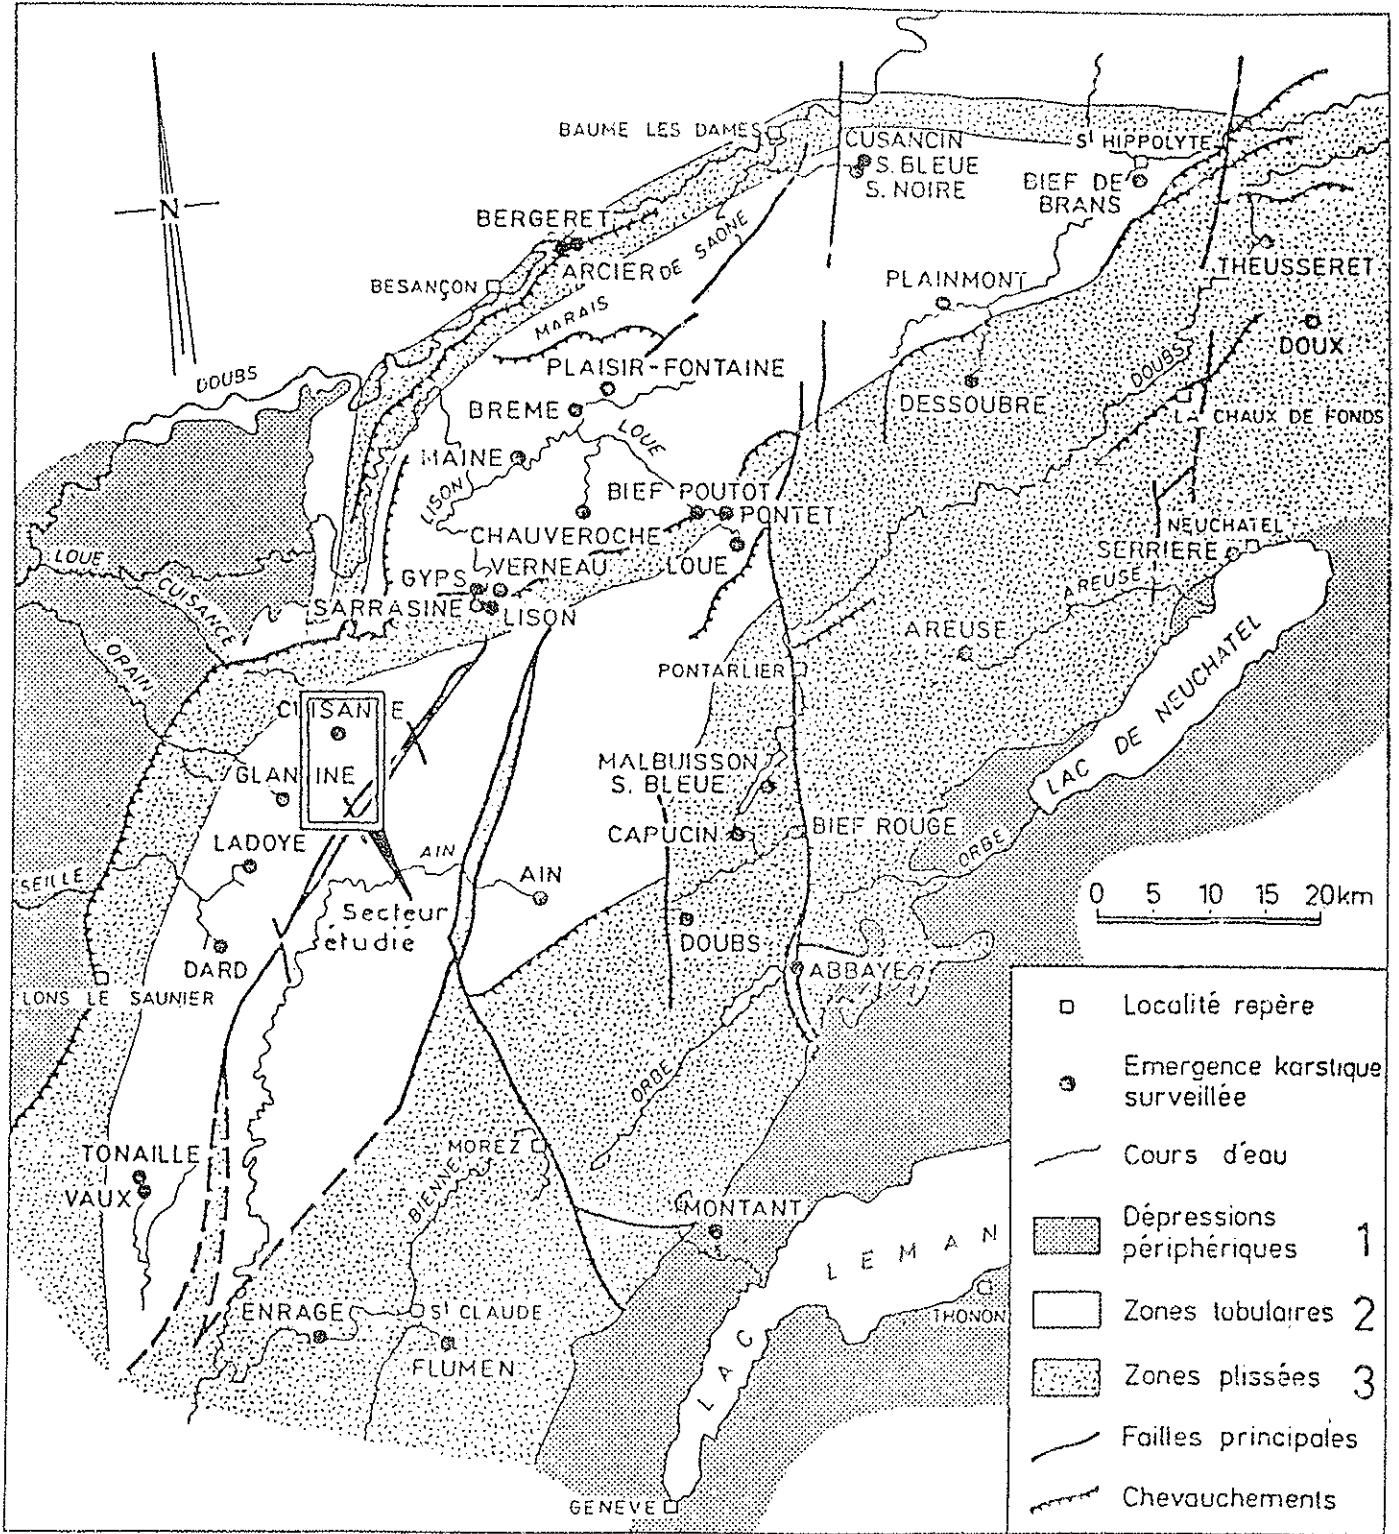 BAUME LES DAMES
CUSANCIN
S. BLEUE
S. NOIRE
St HIPPOLYTE
BIEF DE
BRANS
N
BERGERET
ARCIER
MARAIS DE SAONE
BESANÇON
THEUSSERET
PLAINMONT
DOUX
DOUBS
PLAISIR-FONTAINE
DOUBS
BREME
DESSOUBRE
LA CHAUX DE FONDS
LOUE
MAINE
LISON
BIEF POUTOT
PONTET
CHAUVEROCHE
NEUCHATEL
SERRIERE
LOUE
VERNEAU
LOUE
GYPS
CUISANCE
AREUSE
SARRASINE
LISON
AREUSE
ORAIN
PONTARLIER
LAC DE NEUCHATEL
CUISANCE
MALBUISSON
S. BLEUE
GLANTINE
CAPUCIN
BIEF ROUGE
LADOYE
AIN
AIN
ORBE
SEILLE
0 5 10 15 20km
Secteur
étudié
DOUBS
DARD
ABBAYE
LONS LE SAUNIER
Localité repère
Emergence karstique
surveillée
ORBE
MOREZ
TONAILLE
Cours d'eau
VAUX
BIENNE
MONTANT
Dépressions
périphériques 1
LAC LEMAN
ENRAGE
St CLAUDE
THONON
Zones tabulaires 2
FLUMEN
Zones plissées 3
Failles principales
GENEVE
Chevauchements